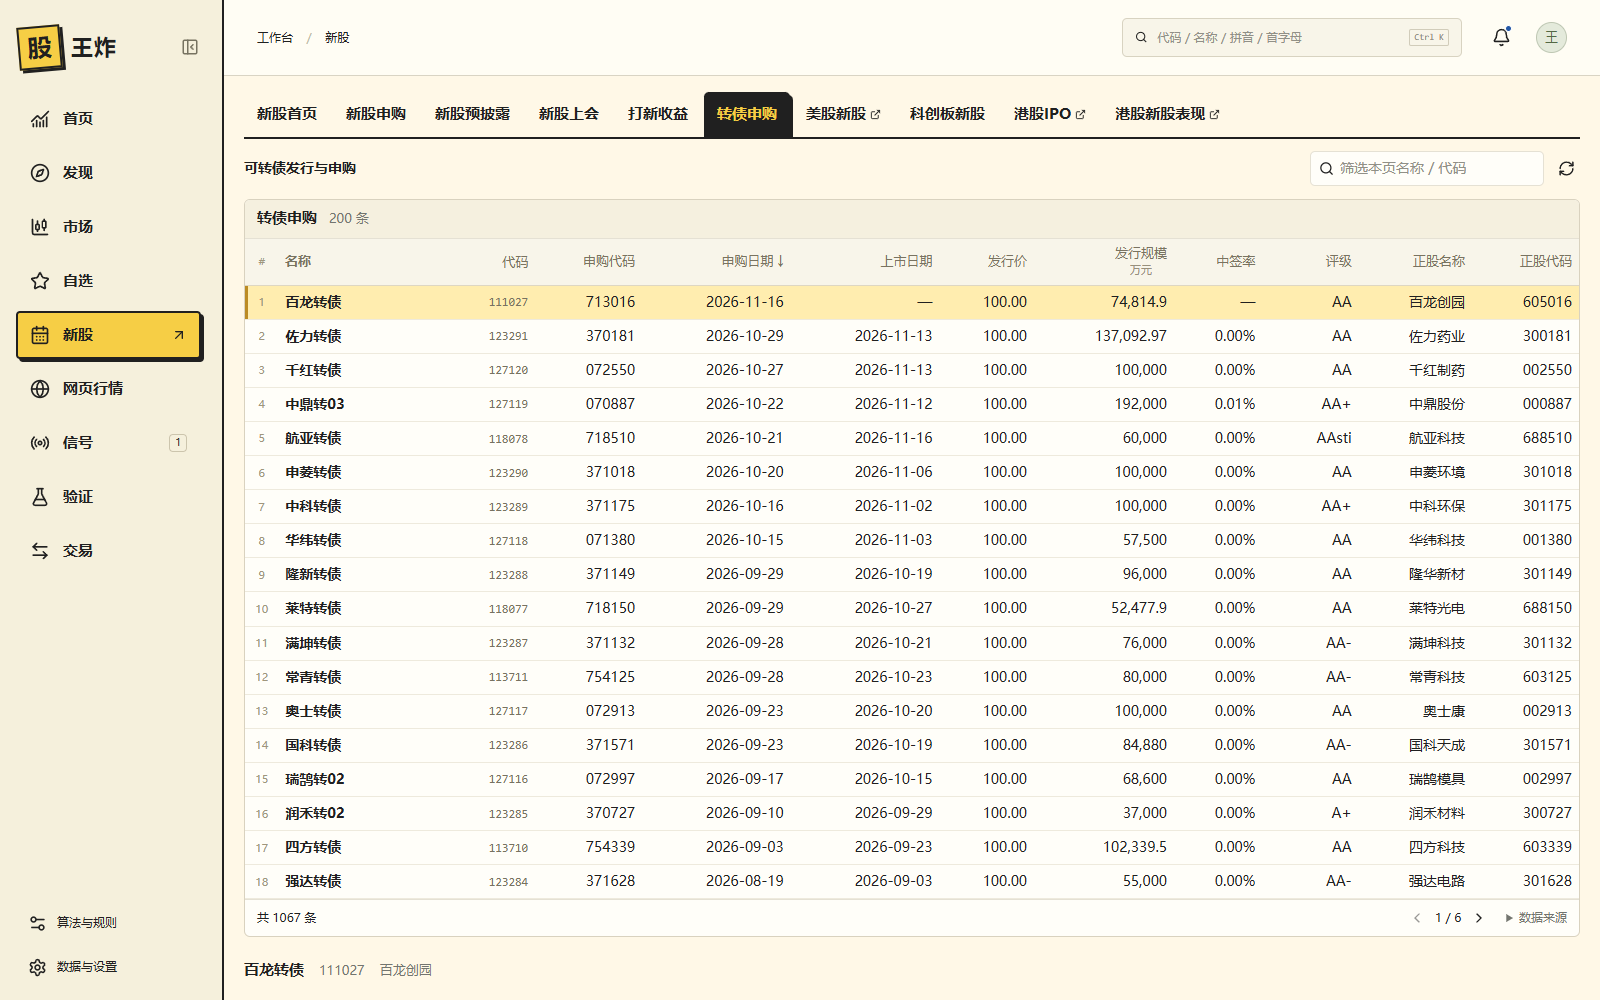 股 王炸
首页
发现
市场
自选
新股
网页行情
信号 1
验证
交易
算法与规则
数据与设置
工作台 / 新股
代码 / 名称 / 拼音 / 首字母 Ctrl K
王
新股首页 新股申购 新股预披露 新股上会 打新收益 转债申购 美股新股 科创板新股 港股IPO 港股新股表现
可转债发行与申购
筛选本页名称 / 代码
转债申购 200 条
# 名称 代码 申购代码 申购日期↓ 上市日期 发行价 发行规模 万元 中签率 评级 正股名称 正股代码
1 百龙转债 111027 713016 2026-11-16 — 100.00 74,814.9 — AA 百龙创园 605016
2 佐力转债 123291 370181 2026-10-29 2026-11-13 100.00 137,092.97 0.00% AA 佐力药业 300181
3 千红转债 127120 072550 2026-10-27 2026-11-13 100.00 100,000 0.00% AA 千红制药 002550
4 中鼎转03 127119 070887 2026-10-22 2026-11-12 100.00 192,000 0.01% AA+ 中鼎股份 000887
5 航亚转债 118078 718510 2026-10-21 2026-11-16 100.00 60,000 0.00% AAsti 航亚科技 688510
6 申菱转债 123290 371018 2026-10-20 2026-11-06 100.00 100,000 0.00% AA 申菱环境 301018
7 中科转债 123289 371175 2026-10-16 2026-11-02 100.00 100,000 0.00% AA+ 中科环保 301175
8 华纬转债 127118 071380 2026-10-15 2026-11-03 100.00 57,500 0.00% AA 华纬科技 001380
9 隆新转债 123288 371149 2026-09-29 2026-10-19 100.00 96,000 0.00% AA 隆华新材 301149
10 莱特转债 118077 718150 2026-09-29 2026-10-27 100.00 52,477.9 0.00% AA 莱特光电 688150
11 满坤转债 123287 371132 2026-09-28 2026-10-21 100.00 76,000 0.00% AA- 满坤科技 301132
12 常青转债 113711 754125 2026-09-28 2026-10-23 100.00 80,000 0.00% AA- 常青科技 603125
13 奥士转债 127117 072913 2026-09-23 2026-10-20 100.00 100,000 0.00% AA 奥士康 002913
14 国科转债 123286 371571 2026-09-23 2026-10-19 100.00 84,880 0.00% AA- 国科天成 301571
15 瑞鹄转02 127116 072997 2026-09-17 2026-10-15 100.00 68,600 0.00% AA 瑞鹄模具 002997
16 润禾转02 123285 370727 2026-09-10 2026-09-29 100.00 37,000 0.00% A+ 润禾材料 300727
17 四方转债 113710 754339 2026-09-03 2026-09-23 100.00 102,339.5 0.00% AA 四方科技 603339
18 强达转债 123284 371628 2026-08-19 2026-09-03 100.00 55,000 0.00% AA- 强达电路 301628
共 1067 条 1 / 6 数据来源
百龙转债 111027 百龙创园